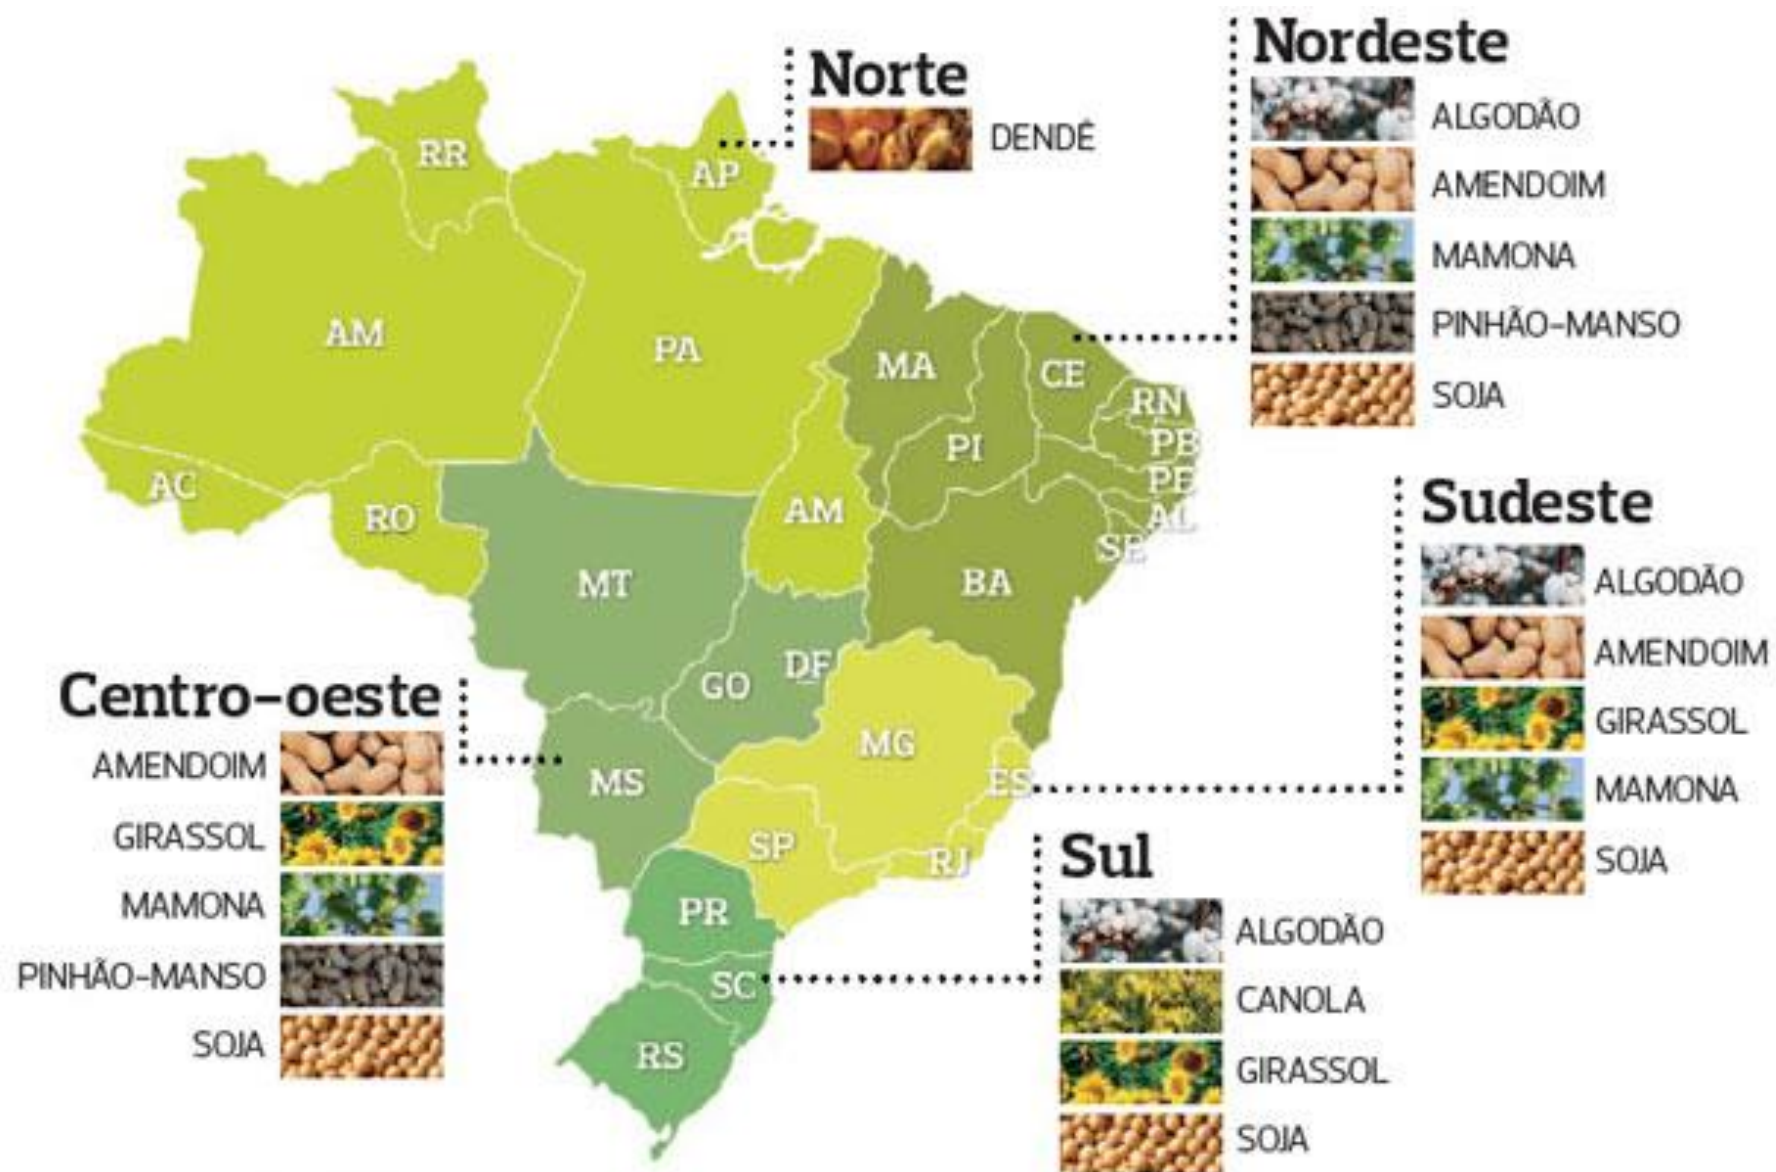 Norte
DENDÊ
Nordeste
ALGODÃO
AMENDOIM
MAMONA
PINHÃO-MANSO
SOJA
RR
AP
AM
PA
MA
CE
RN
PB
PI
PE
AC
RO
AM
AL
SE
MT
BA
DF
GO
MG
MS
ES
SP
RJ
PR
SC
RS
Centro-oeste
AMENDOIM
GIRASSOL
MAMONA
PINHÃO-MANSO
SOJA
Sudeste
ALGODÃO
AMENDOIM
GIRASSOL
MAMONA
SOJA
Sul
ALGODÃO
CANOLA
GIRASSOL
SOJA